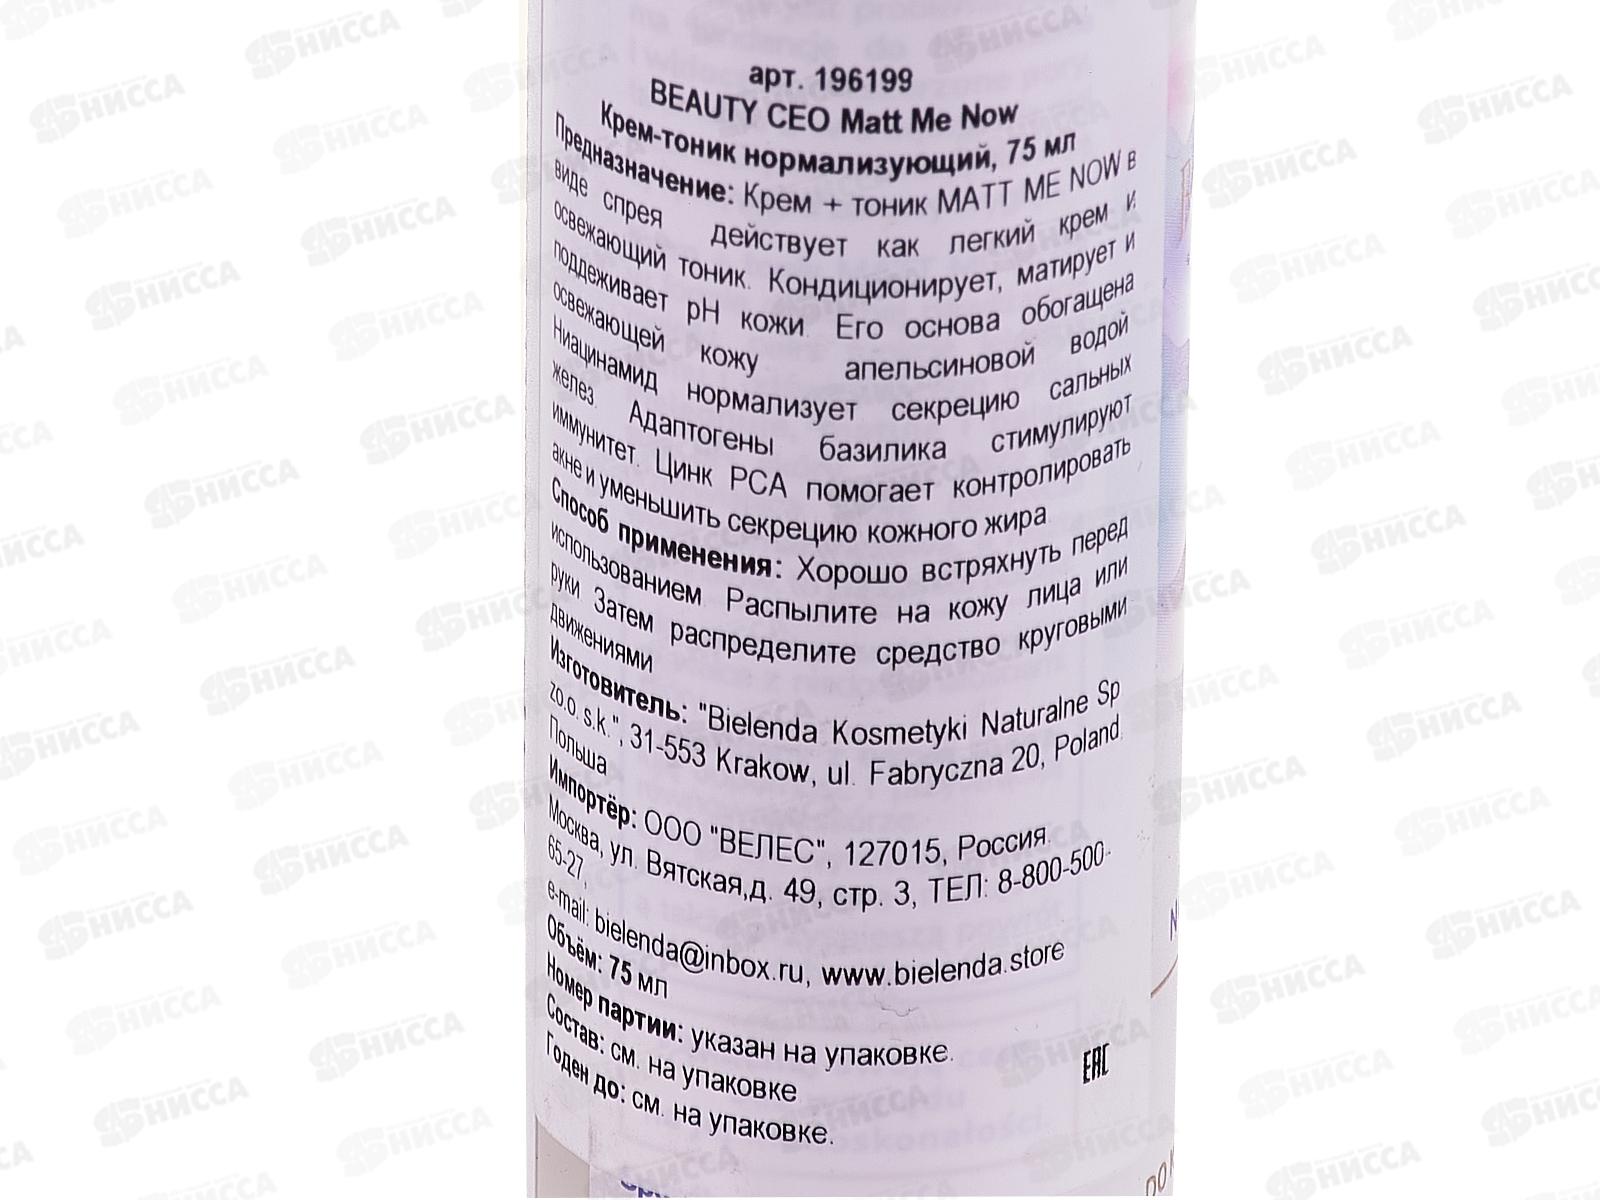 арт. 196199
BEAUTY CEO Matt Me Now
Крем-тоник нормализующий, 75 мл
Предназначение: Крем + тоник MATT ME NOW в
виде спрея действует как легкий крем и
освежающий тоник. Кондиционирует, матирует и
поддеживает pH кожи. Его основа обогащена
освежающей кожу апельсиновой водой
Ниацинамид нормализует секрецию сальных
желез. Адаптогены базилика стимулируют
иммунитет. Цинк PCA помогает контролировать
акне и уменьшить секрецию кожного жира.
Способ применения: Хорошо встряхнуть перед
использованием. Распылите на кожу лица или
руки Затем распределите средство круговыми
движениями
Изготовитель: "Bielenda Kosmetyki Naturalne Sp
zo.o. s.k.", 31-553 Krakow, ul. Fabryczna 20, Poland,
Польша
Импортёр: ООО "ВЕЛЕС", 127015, Россия.
Москва, ул. Вятская,д. 49, стр. 3, ТЕЛ: 8-800-500-
65-27,
e-mail: bielenda@inbox.ru, www.bielenda.store
Объём: 75 мл
Номер партии: указан на упаковке.
Состав: см. на упаковке
Годен до: см. на упаковке.
EAC
НИССА